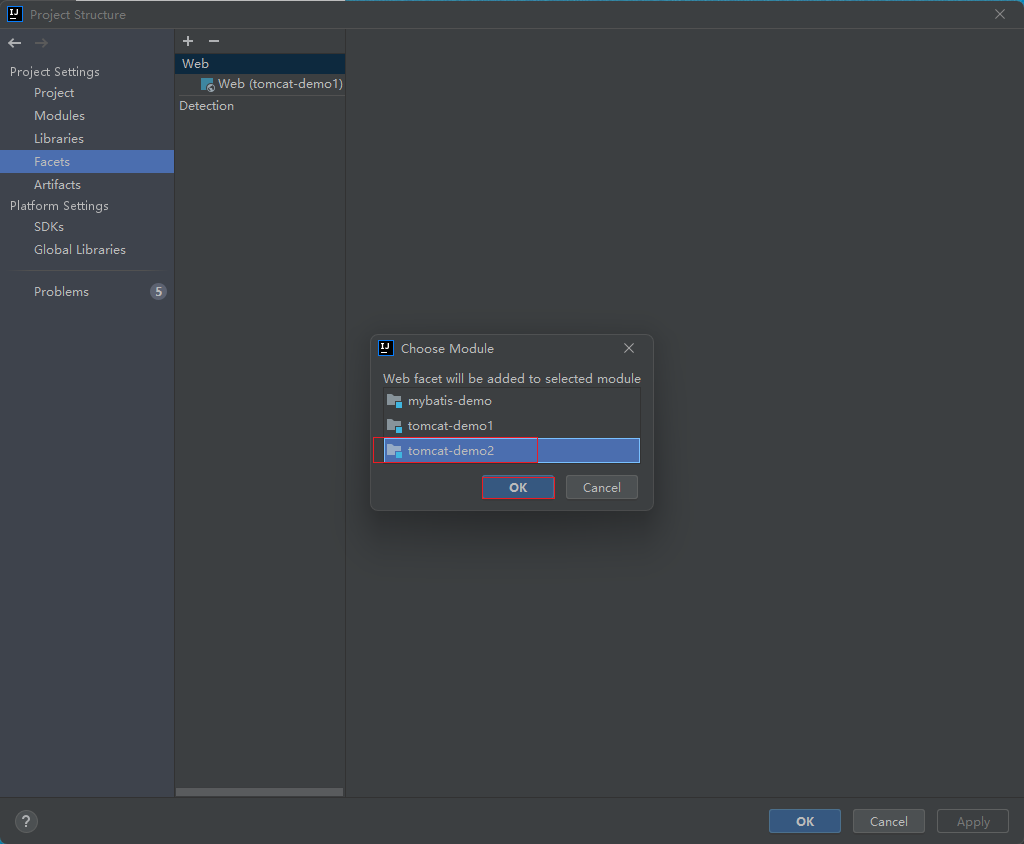 Project Structure
Project Settings
Project
Modules
Libraries
Facets
Artifacts
Platform Settings
SDKs
Global Libraries
Problems 5
Web
Web (tomcat-demo1)
Detection
Choose Module
Web facet will be added to selected module
mybatis-demo
tomcat-demo1
tomcat-demo2
OK Cancel
? OK Cancel Apply